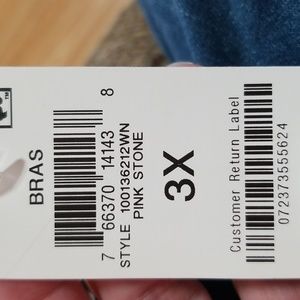 BRAS
7 66370 14143 8
STYLE 100136212WN
PINK STONE
3X
Customer Return Label
072373555624